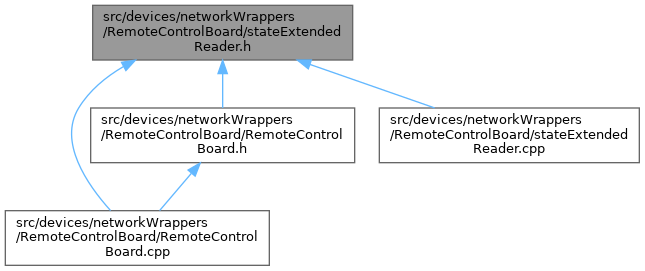 src/devices/networkWrappers
/RemoteControlBoard/stateExtended
Reader.h
src/devices/networkWrappers
/RemoteControlBoard/RemoteControl
Board.h
src/devices/networkWrappers
/RemoteControlBoard/stateExtended
Reader.cpp
src/devices/networkWrappers
/RemoteControlBoard/RemoteControl
Board.cpp